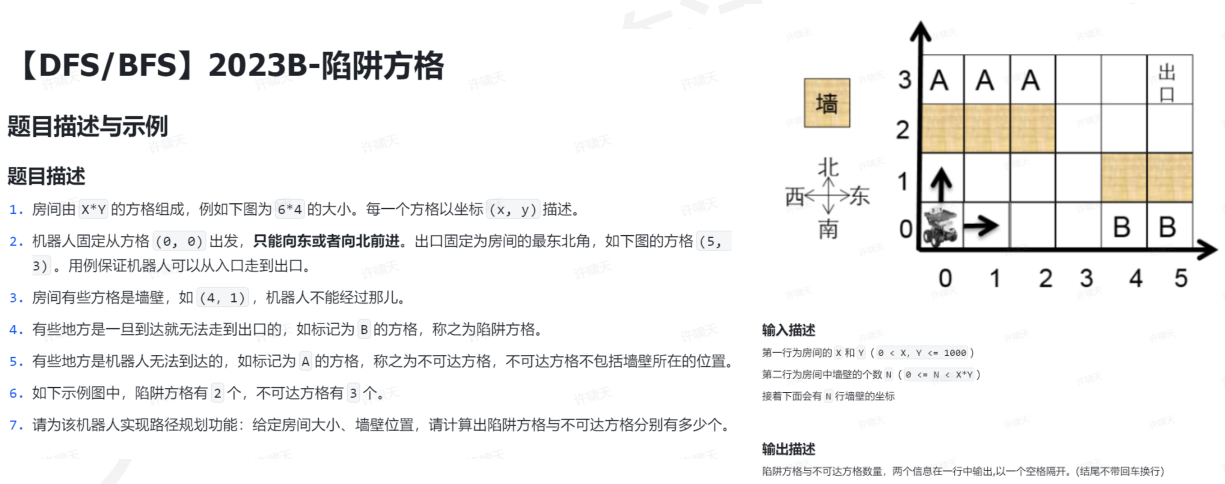 【DFS/BFS】2023B-陷阱方格
题目描述与示例
题目描述
1. 房间由 X*Y 的方格组成，例如下图为 6*4 的大小。每一个方格以坐标 (x, y) 描述。
2. 机器人固定从方格 (0, 0) 出发，只能向东或者向北前进。出口固定为房间的最东北角，如下图的方格 (5,
3) 。用例保证机器人可以从入口走到出口。
3. 房间有些方格是墙壁，如 (4, 1) ，机器人不能经过那儿。
4. 有些地方是一旦到达就无法走到出口的，如标记为 B 的方格，称之为陷阱方格。
5. 有些地方是机器人无法到达的，如标记为 A 的方格，称之为不可达方格，不可达方格不包括墙壁所在的位置。
6. 如下示例图中，陷阱方格有 2 个，不可达方格有 3 个。
7. 请为该机器人实现路径规划功能：给定房间大小、墙壁位置，请计算出陷阱方格与不可达方格分别有多少个。
墙
北
西 东
南
3 A A A 出口
2
1
0 B B
0 1 2 3 4 5
输入描述
第一行为房间的 X 和 Y ( 0 < X, Y <= 1000 )
第二行为房间中墙壁的个数 N ( 0 <= N < X*Y )
接着下面会有 N 行墙壁的坐标
输出描述
陷阱方格与不可达方格数量，两个信息在一行中输出,以一个空格隔开。(结尾不带回车换行)
许啸天